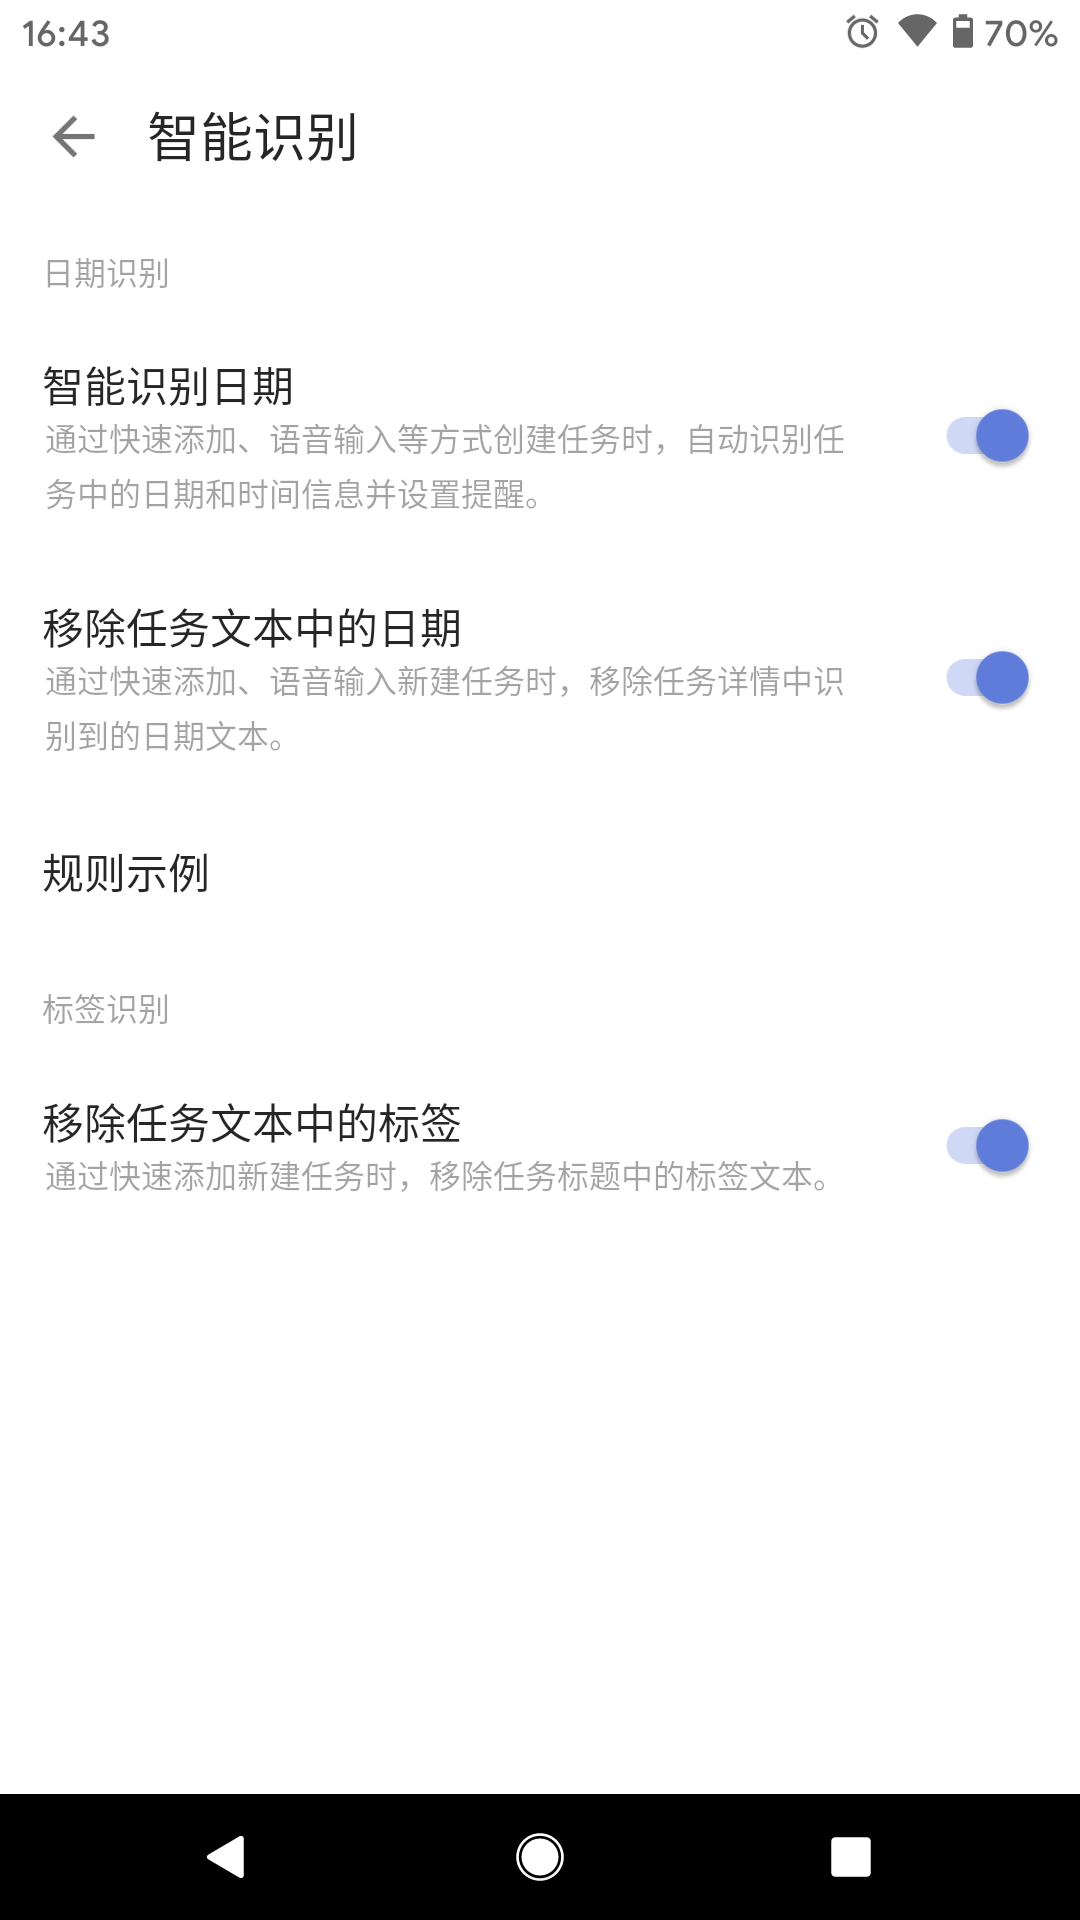 16:43
70%
智能识别
日期识别
智能识别日期
通过快速添加、语音输入等方式创建任务时，自动识别任
务中的日期和时间信息并设置提醒。
移除任务文本中的日期
通过快速添加、语音输入新建任务时，移除任务详情中识
别到的日期文本。
规则示例
标签识别
移除任务文本中的标签
通过快速添加新建任务时，移除任务标题中的标签文本。